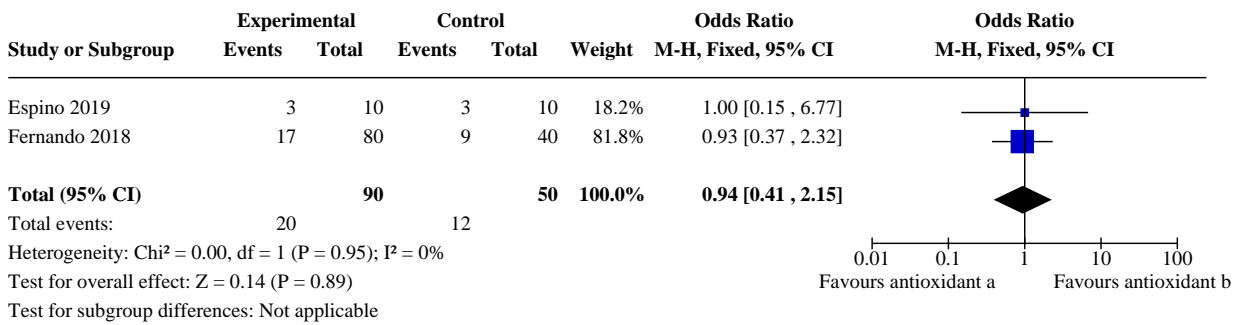 Experimental Control Odds Ratio Odds Ratio
Study or Subgroup Events Total Events Total Weight M-H, Fixed, 95% CI M-H, Fixed, 95% CI
Espino 2019 3 10 3 10 18.2% 1.00 [0.15 , 6.77]
Fernando 2018 17 80 9 40 81.8% 0.93 [0.37 , 2.32]
Total (95% CI) 90 50 100.0% 0.94 [0.41 , 2.15]
Total events: 20 12
Heterogeneity: Chi² = 0.00, df = 1 (P = 0.95); I² = 0%
0.01 0.1 1 10 100
Test for overall effect: Z = 0.14 (P = 0.89) Favours antioxidant a Favours antioxidant b
Test for subgroup differences: Not applicable